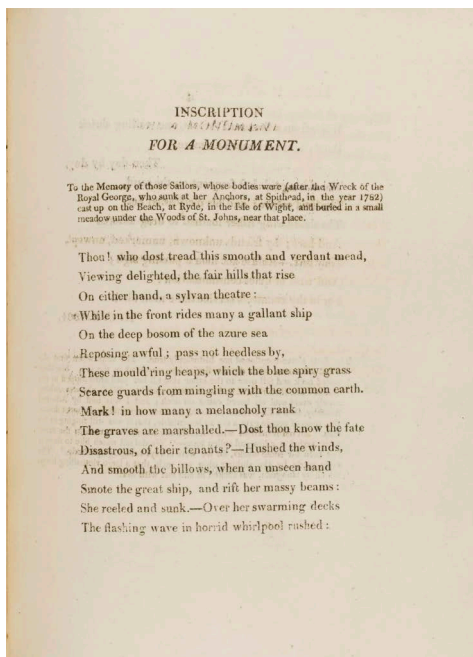 INSCRIPTION
FOR A MONUMENT.
To the Memory of those Sailors, whose bodies were (after the Wreck of the
Royal George, who sunk at her Anchors, at Spithead, in the year 1782)
cast up on the Beach, at Ryde, in the Isle of Wight, and buried in a small
meadow under the Woods of St. Johns, near that place.
Thou! who dost tread this smooth and verdant mead,
Viewing delighted, the fair hills that rise
On either hand, a sylvan theatre:
While in the front rides many a gallant ship
On the deep bosom of the azure sea
Reposing awful; pass not heedless by,
These mould'ring heaps, which the blue spiry grass
Scarce guards from mingling with the common earth.
Mark! in how many a melancholy rank
The graves are marshalled.—Dost thou know the fate
Disastrous, of their tenants?—Hushed the winds,
And smooth the billows, when an unseen hand
Smote the great ship, and rift her massy beams:
She reeled and sunk.—Over her swarming decks
The flashing wave in horrid whirlpool rushed: